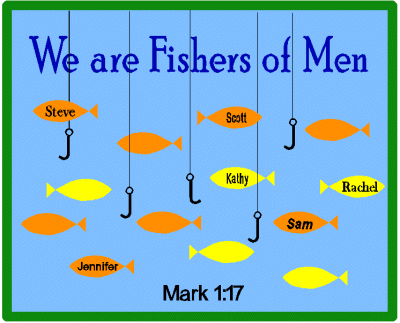 We are Fishers of Men
Steve
Scott
Kathy
Rachel
Sam
Jennifer
Mark 1:17